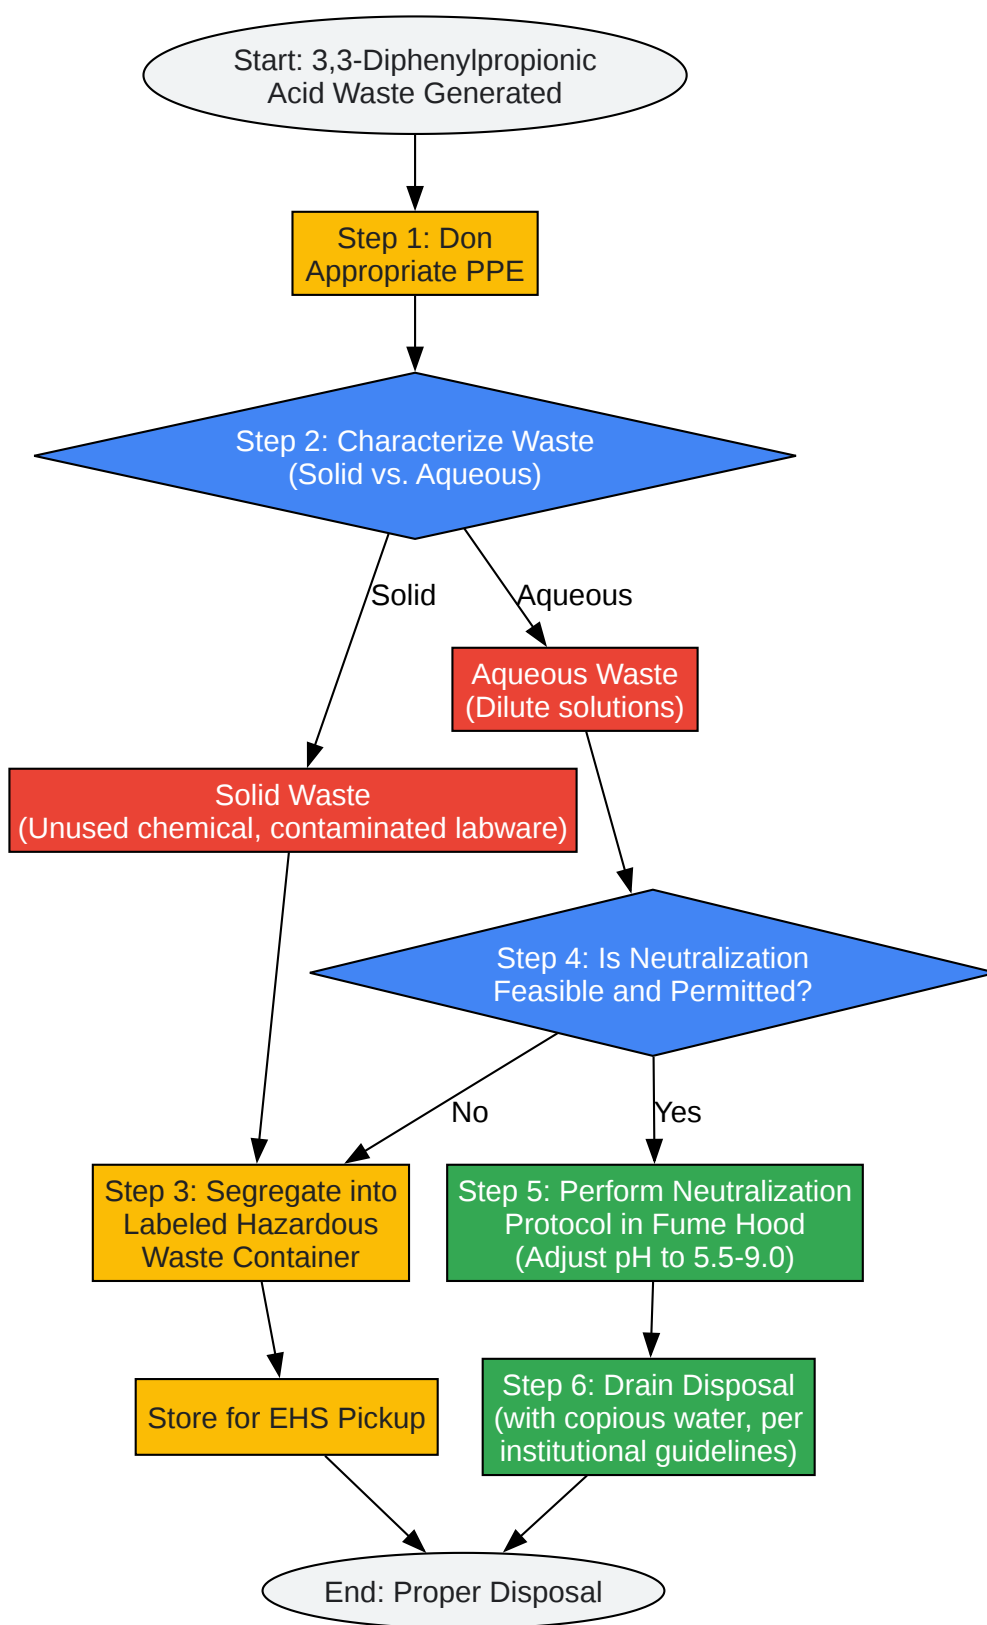 Start: 3,3-Diphenylpropionic
Acid Waste Generated
Step 1: Don
Appropriate PPE
Step 2: Characterize Waste
(Solid vs. Aqueous)
Solid
Aqueous
Aqueous Waste
(Dilute solutions)
Solid Waste
(Unused chemical, contaminated labware)
Step 4: Is Neutralization
Feasible and Permitted?
No
Yes
Step 3: Segregate into
Labeled Hazardous
Waste Container
Step 5: Perform Neutralization
Protocol in Fume Hood
(Adjust pH to 5.5-9.0)
Store for EHS Pickup
Step 6: Drain Disposal
(with copious water, per
institutional guidelines)
End: Proper Disposal